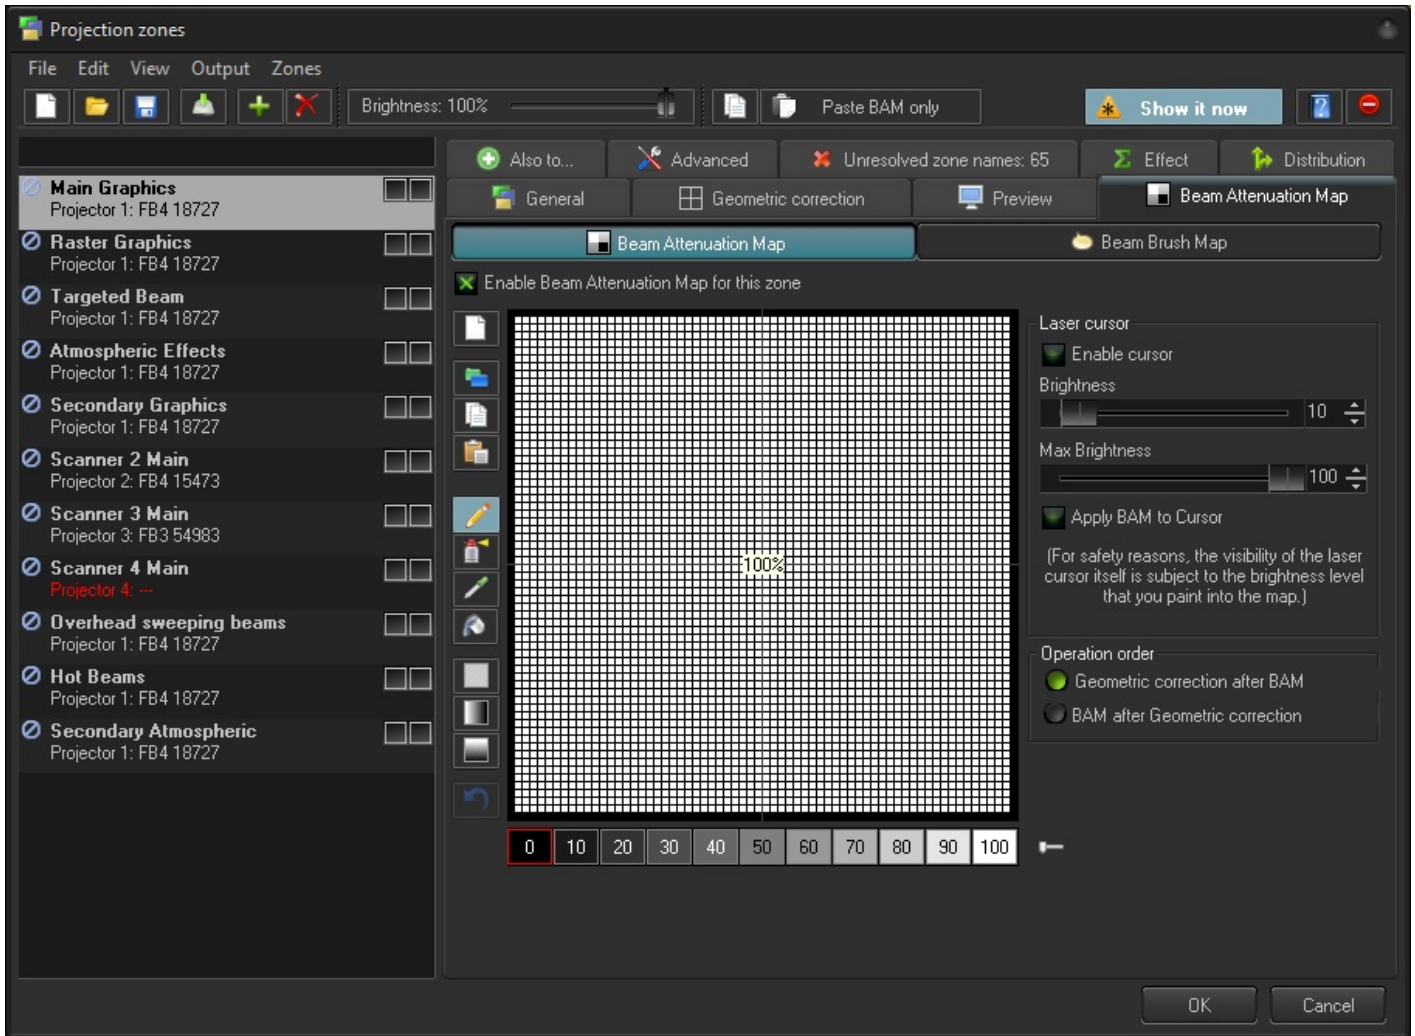 Projection zones
File Edit View Output Zones
Brightness: 100% Paste BAM only Show it now
Also to... Advanced Unresolved zone names: 65 Effect Distribution
General Geometric correction Preview Beam Attenuation Map
Beam Attenuation Map Beam Brush Map
Enable Beam Attenuation Map for this zone
Main Graphics
Projector 1: FB4 18727
Raster Graphics
Projector 1: FB4 18727
Targeted Beam
Projector 1: FB4 18727
Atmospheric Effects
Projector 1: FB4 18727
Secondary Graphics
Projector 1: FB4 18727
Scanner 2 Main
Projector 2: FB4 15473
Scanner 3 Main
Projector 3: FB3 54983
Scanner 4 Main
Projector 4: ---
Overhead sweeping beams
Projector 1: FB4 18727
Hot Beams
Projector 1: FB4 18727
Secondary Atmospheric
Projector 1: FB4 18727
100%
0 10 20 30 40 50 60 70 80 90 100
Laser cursor
Enable cursor
Brightness
10
Max Brightness
100
Apply BAM to Cursor
(For safety reasons, the visibility of the laser
cursor itself is subject to the brightness level
that you paint into the map.)
Operation order
Geometric correction after BAM
BAM after Geometric correction
OK Cancel